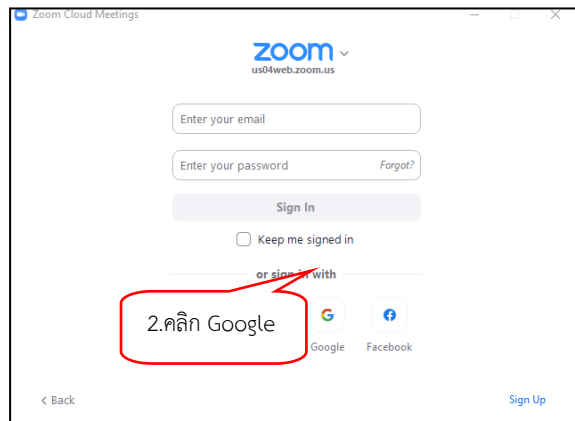 Zoom Cloud Meetings
zoom
us04web.zoom.us
Enter your email
Enter your password Forgot?
Sign In
Keep me signed in
or sign in with
2.คลิก Google
Google Facebook
< Back Sign Up